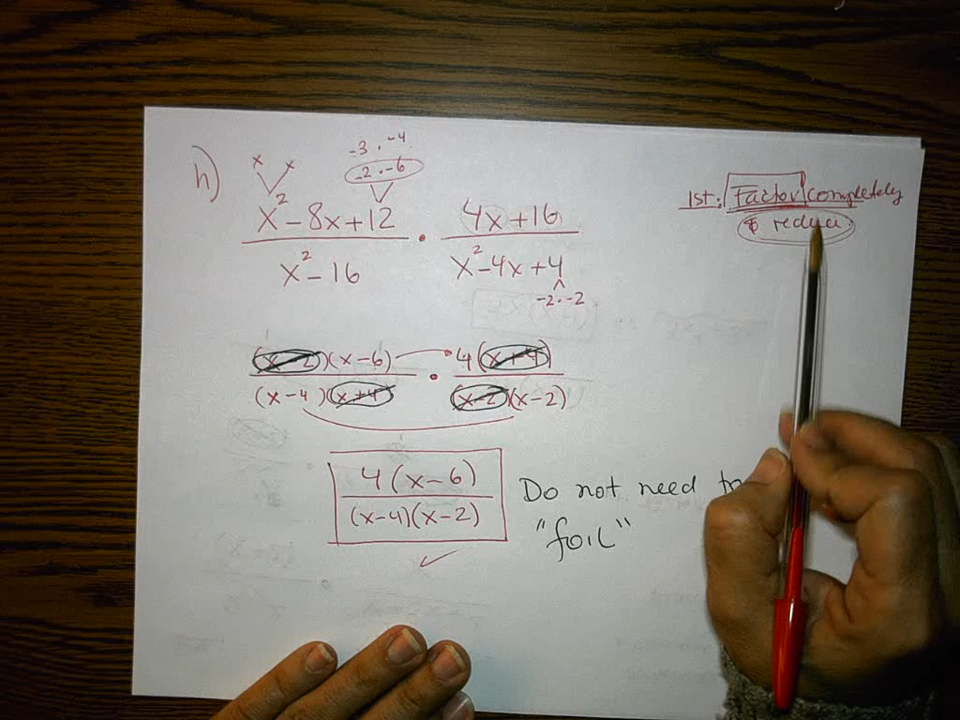 h)
x x
-3 · -4
-2 · -6
x² - 8x + 12 / x² - 16 · 4x + 16 / x² - 4x + 4
-2 · -2
(x - 2)(x - 6) / (x - 4)(x + 4) · 4(x + 4) / (x - 2)(x - 2)
4(x - 6) / (x - 4)(x - 2)
Do not need to
"foil"
1st: Factor completely
& reduce